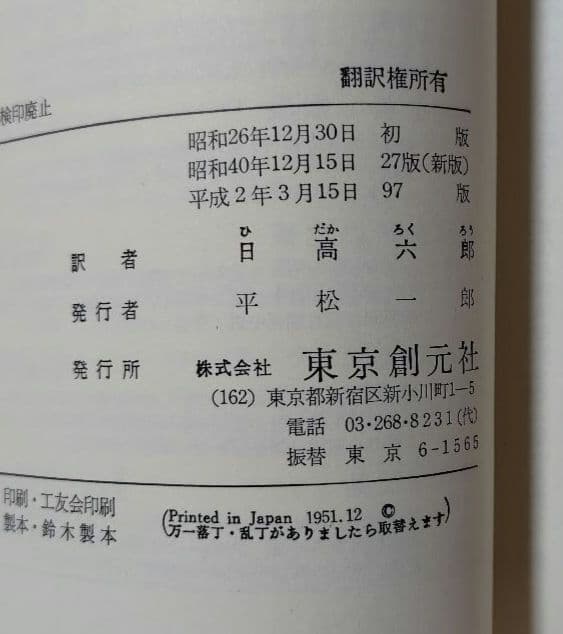 翻訳権所有
検印廃止
昭和26年12月30日 初版
昭和40年12月15日 27版(新版)
平成2年3月15日 97版
ひ だか ろく ろう
訳者 日高六郎
発行者 平松一郎
発行所 株式会社 東京創元社
(162) 東京都新宿区新小川町1−5
電話 03・268・8231(代)
振替 東京 6−1565
印刷・工友会印刷
製本・鈴木製本
(Printed in Japan 1951.12 ©
万一落丁・乱丁がありましたら取替えます)